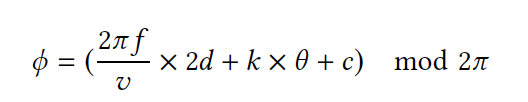 ϕ = (2πf/v × 2d + k × θ + c) mod 2π